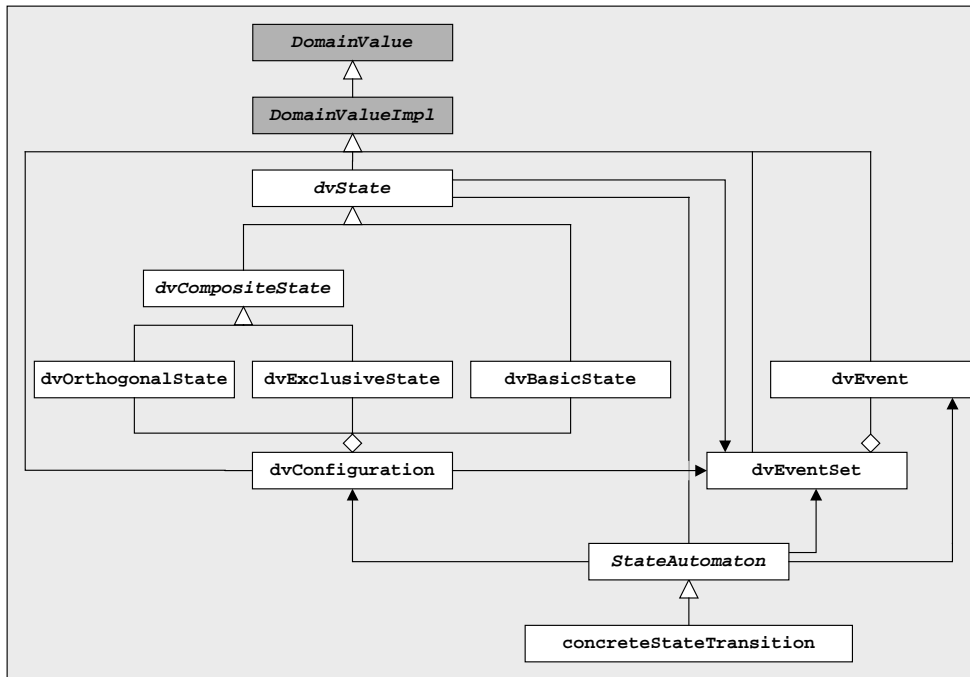 DomainValue
DomainValueImpl
dvState
dvCompositeState
dvOrthogonalState
dvExclusiveState
dvBasicState
dvEvent
dvConfiguration
dvEventSet
StateAutomaton
concreteStateTransition